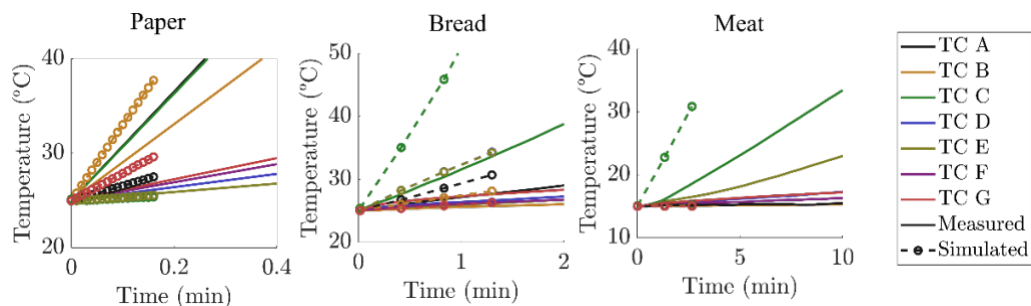 Paper
Bread
Meat
40
30
20
0
0.2
0.4
Temperature (°C)
Time (min)
50
40
30
20
0
1
2
Temperature (°C)
Time (min)
40
30
20
10
0
5
10
Temperature (°C)
Time (min)
TC A
TC B
TC C
TC D
TC E
TC F
TC G
Measured
Simulated